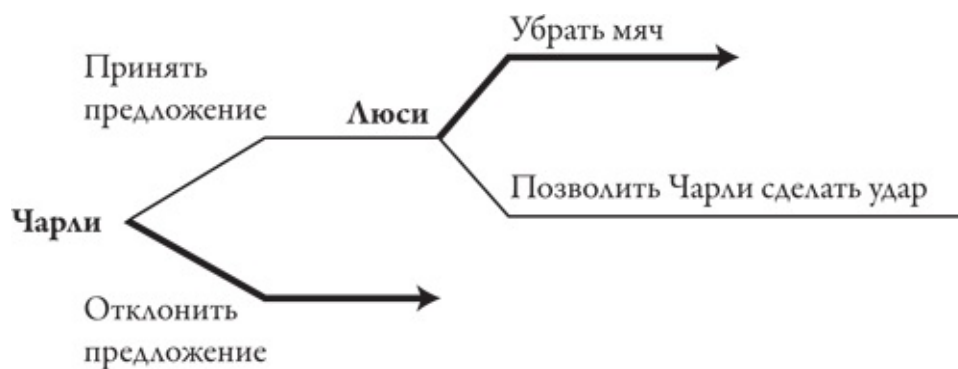 Убрать мяч
Принять
предложение
Люси
Позволить Чарли сделать удар
Чарли
Отклонить
предложение